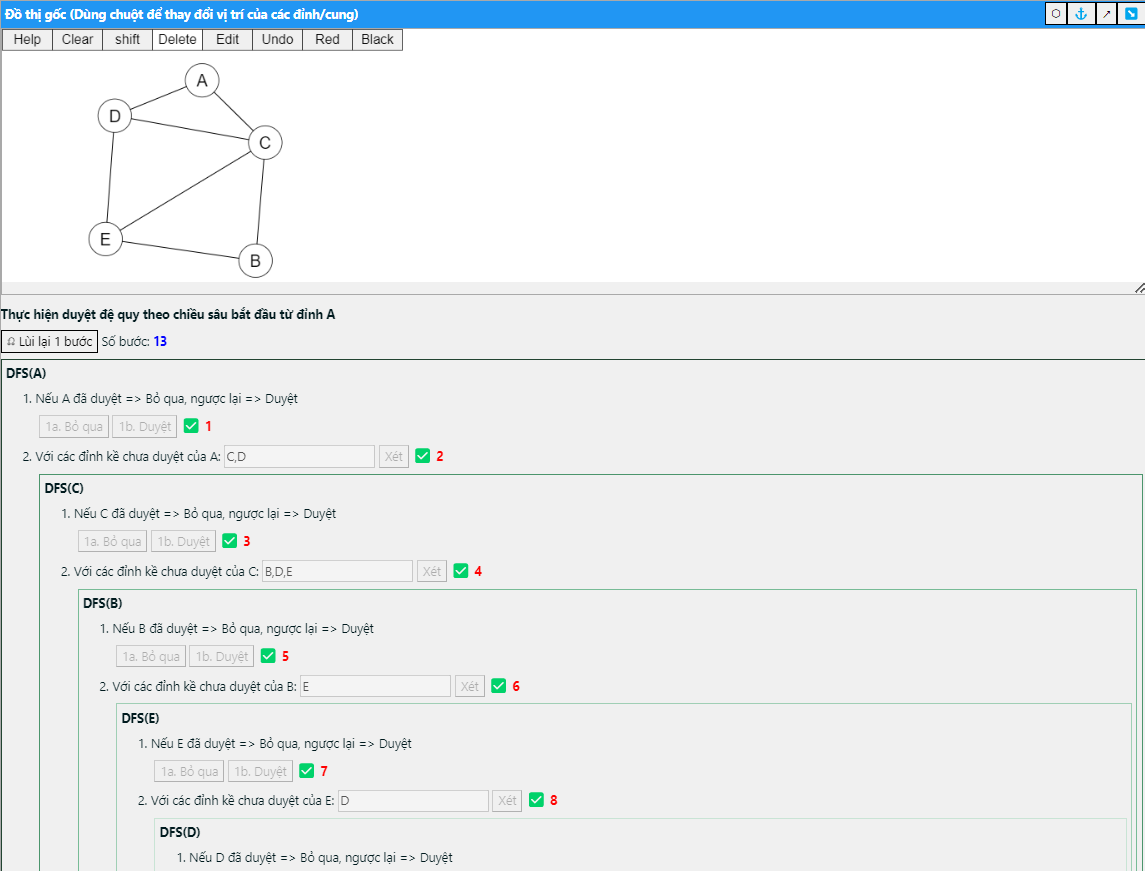 Đồ thị gốc (Dùng chuột để thay đổi vị trí của các đỉnh/cung)
Help Clear shift Delete Edit Undo Red Black
A
D
C
E
B
Thực hiện duyệt đệ quy theo chiều sâu bắt đầu từ đỉnh A
Lùi lại 1 bước Số bước: 13
DFS(A)
1. Nếu A đã duyệt => Bỏ qua, ngược lại => Duyệt
1a. Bỏ qua 1b. Duyệt 1
2. Với các đỉnh kề chưa duyệt của A: C,D Xét 2
DFS(C)
1. Nếu C đã duyệt => Bỏ qua, ngược lại => Duyệt
1a. Bỏ qua 1b. Duyệt 3
2. Với các đỉnh kề chưa duyệt của C: B,D,E Xét 4
DFS(B)
1. Nếu B đã duyệt => Bỏ qua, ngược lại => Duyệt
1a. Bỏ qua 1b. Duyệt 5
2. Với các đỉnh kề chưa duyệt của B: E Xét 6
DFS(E)
1. Nếu E đã duyệt => Bỏ qua, ngược lại => Duyệt
1a. Bỏ qua 1b. Duyệt 7
2. Với các đỉnh kề chưa duyệt của E: D Xét 8
DFS(D)
1. Nếu D đã duyệt => Bỏ qua, ngược lại => Duyệt